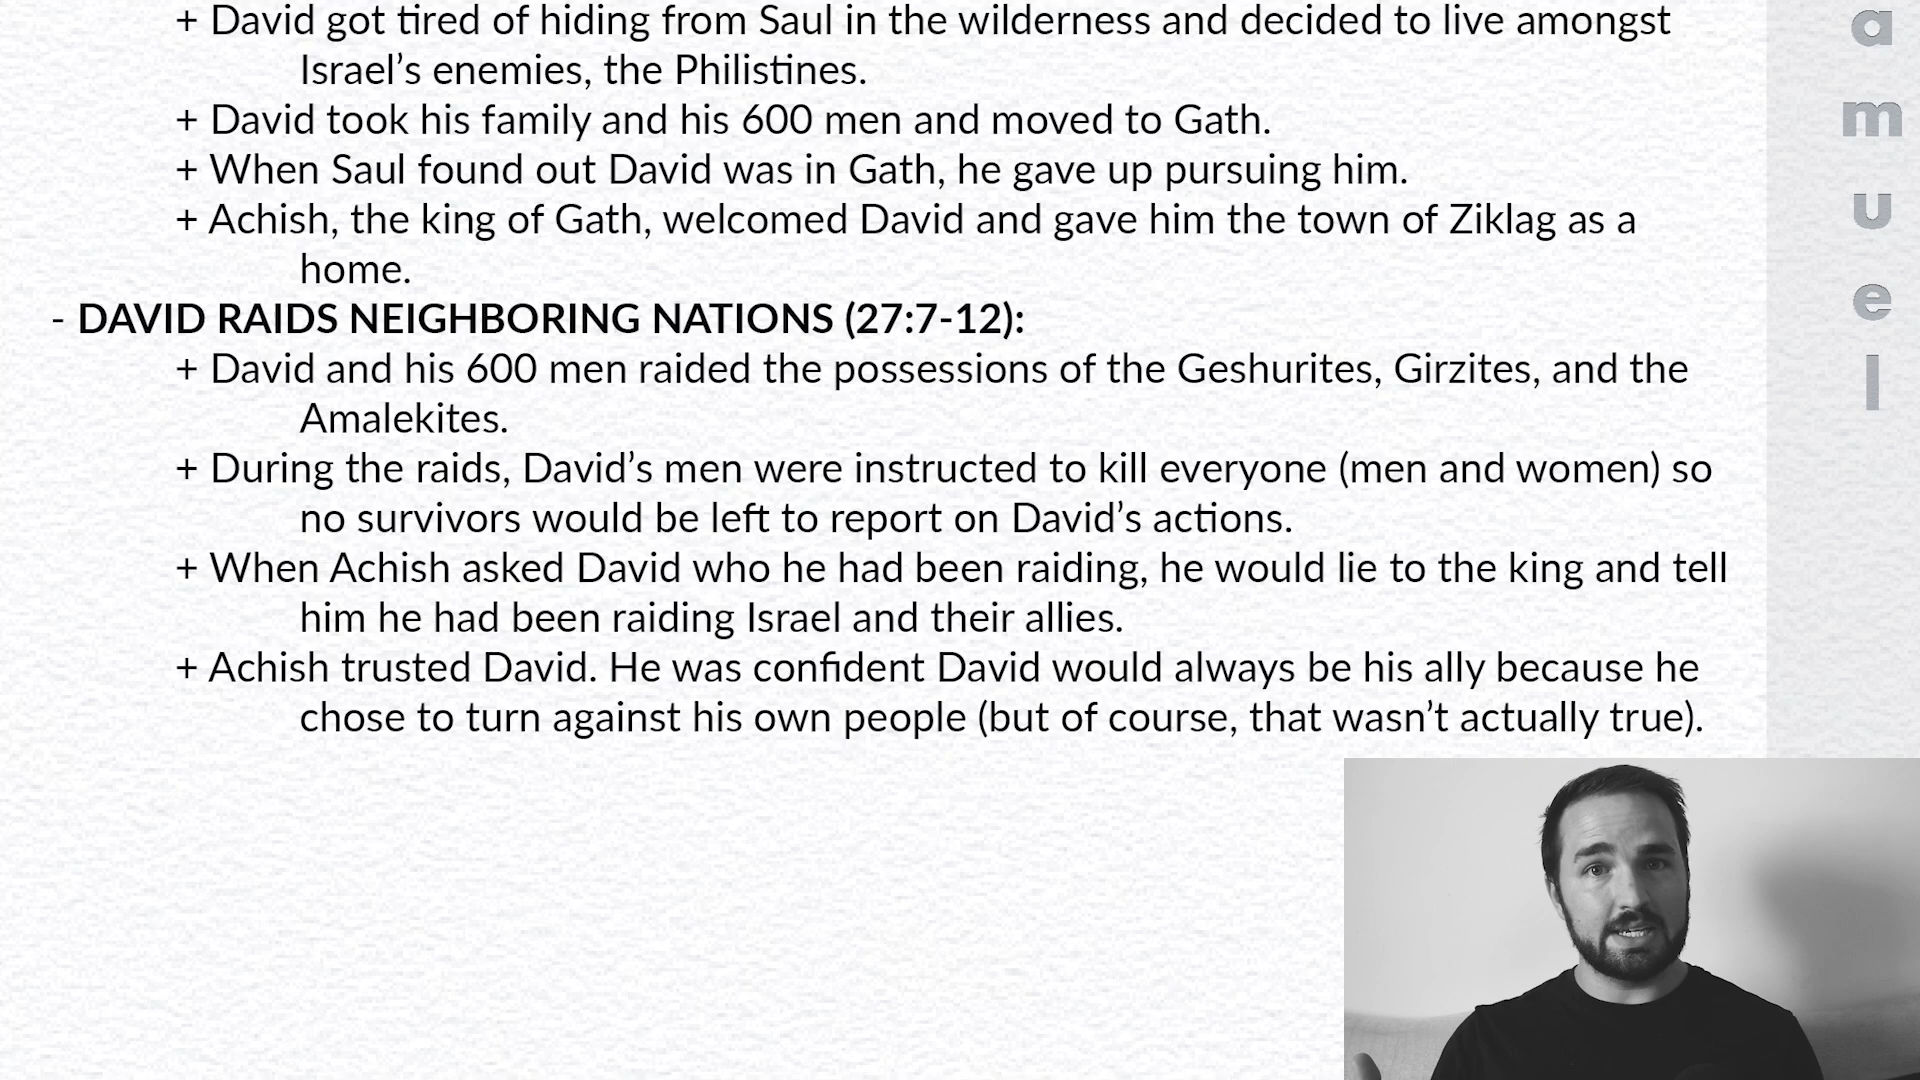 + David got tired of hiding from Saul in the wilderness and decided to live amongst
Israel’s enemies, the Philistines.
+ David took his family and his 600 men and moved to Gath.
+ When Saul found out David was in Gath, he gave up pursuing him.
+ Achish, the king of Gath, welcomed David and gave him the town of Ziklag as a
home.
- DAVID RAIDS NEIGHBORING NATIONS (27:7-12):
+ David and his 600 men raided the possessions of the Geshurites, Girzites, and the
Amalekites.
+ During the raids, David’s men were instructed to kill everyone (men and women) so
no survivors would be left to report on David’s actions.
+ When Achish asked David who he had been raiding, he would lie to the king and tell
him he had been raiding Israel and their allies.
+ Achish trusted David. He was confident David would always be his ally because he
chose to turn against his own people (but of course, that wasn’t actually true).
a
m
u
e
l